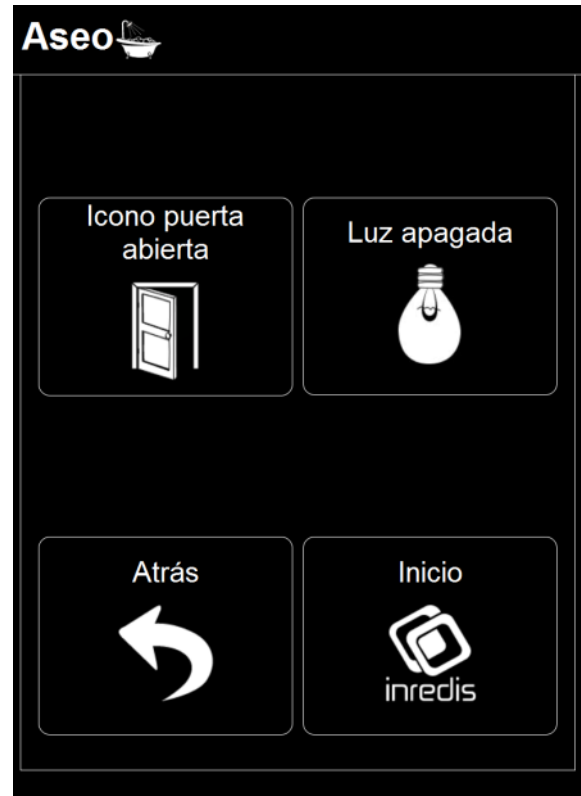 Aseo
Icono puerta
abierta
Luz apagada
Atrás
Inicio
inredis